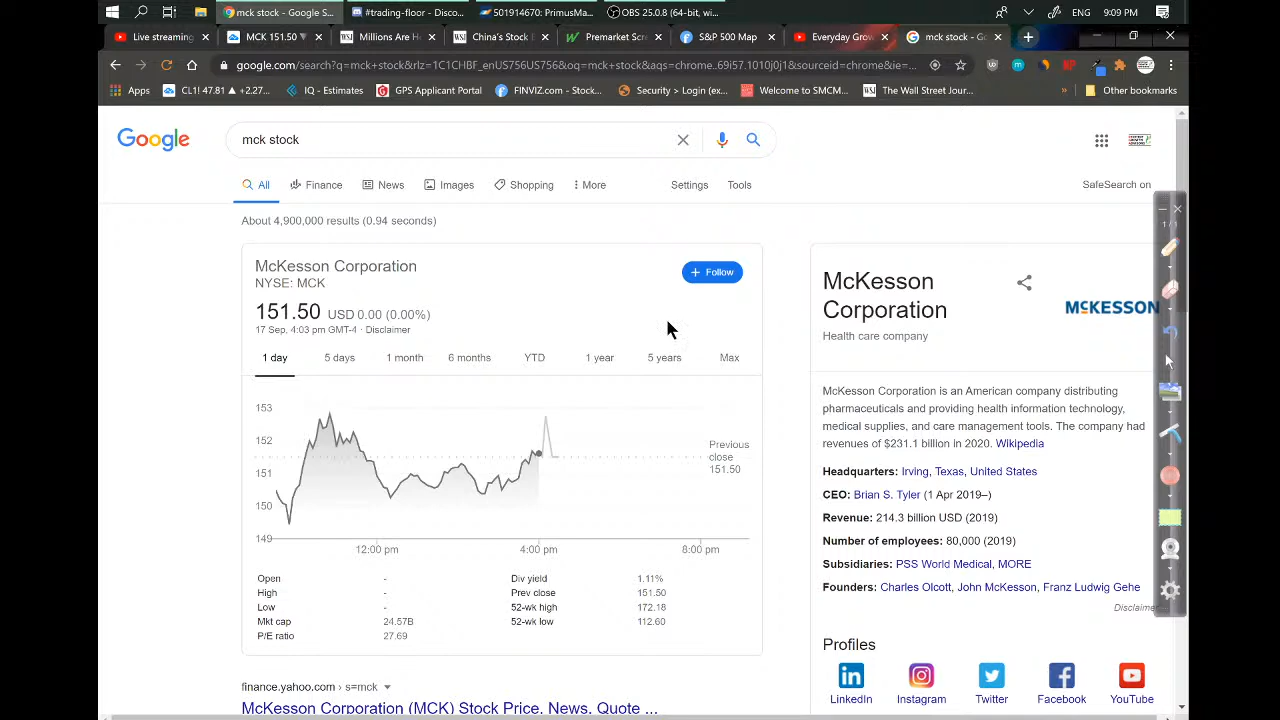 mck stock - Google S...
#trading-floor - Disco...
501914670: PrimusMa...
OBS 25.0.8 (64-bit, wi...
ENG
9:09 PM
Live streaming
MCK 151.50 ▼
Millions Are H
China's Stock E
Premarket Scr
S&P 500 Map
Everyday Grow
mck stock - Go
google.com/search?q=mck+stock&rlz=1C1CHBF_enUS756US756&oq=mck+stock&aqs=chrome..69i57.1010j0j1&sourceid=chrome&ie=...
Apps
CL1! 47.81 ▲ +2.27...
IQ - Estimates
GPS Applicant Portal
FINVIZ.com - Stock...
Security > Login (ex...
Welcome to SMCM...
The Wall Street Jour...
»
Other bookmarks
Google
mck stock
All
Finance
News
Images
Shopping
More
Settings
Tools
SafeSearch on
About 4,900,000 results (0.94 seconds)
McKesson Corporation
NYSE: MCK
+ Follow
151.50 USD 0.00 (0.00%)
17 Sep, 4:03 pm GMT-4 · Disclaimer
1 day
5 days
1 month
6 months
YTD
1 year
5 years
Max
153
152
151
150
149
Previous
close
151.50
12:00 pm
4:00 pm
8:00 pm
Open -
High -
Low -
Mkt cap 24.57B
P/E ratio 27.69
Div yield 1.11%
Prev close 151.50
52-wk high 172.18
52-wk low 112.60
finance.yahoo.com › s=mck
McKesson Corporation (MCK) Stock Price, News, Quote ...
McKesson
Corporation
Health care company
MCKESSON
McKesson Corporation is an American company distributing
pharmaceuticals and providing health information technology,
medical supplies, and care management tools. The company had
revenues of $231.1 billion in 2020. Wikipedia
Headquarters: Irving, Texas, United States
CEO: Brian S. Tyler (1 Apr 2019–)
Revenue: 214.3 billion USD (2019)
Number of employees: 80,000 (2019)
Subsidiaries: PSS World Medical, MORE
Founders: Charles Olcott, John McKesson, Franz Ludwig Gehe
Disclaimer
Profiles
LinkedIn
Instagram
Twitter
Facebook
YouTube
1 / 1